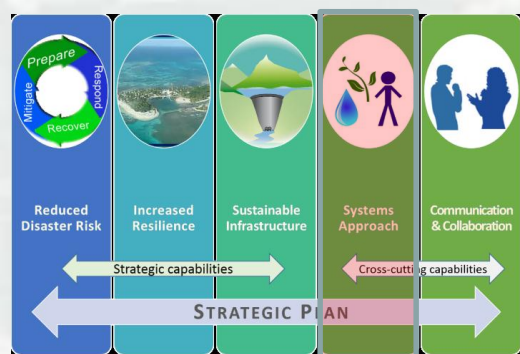 Prepare
Respond
Mitigate
Recover
Reduced
Disaster Risk
Increased
Resilience
Sustainable
Infrastructure
Systems
Approach
Communication
& Collaboration
Strategic capabilities
Cross-cutting capabilities
STRATEGIC PLAN